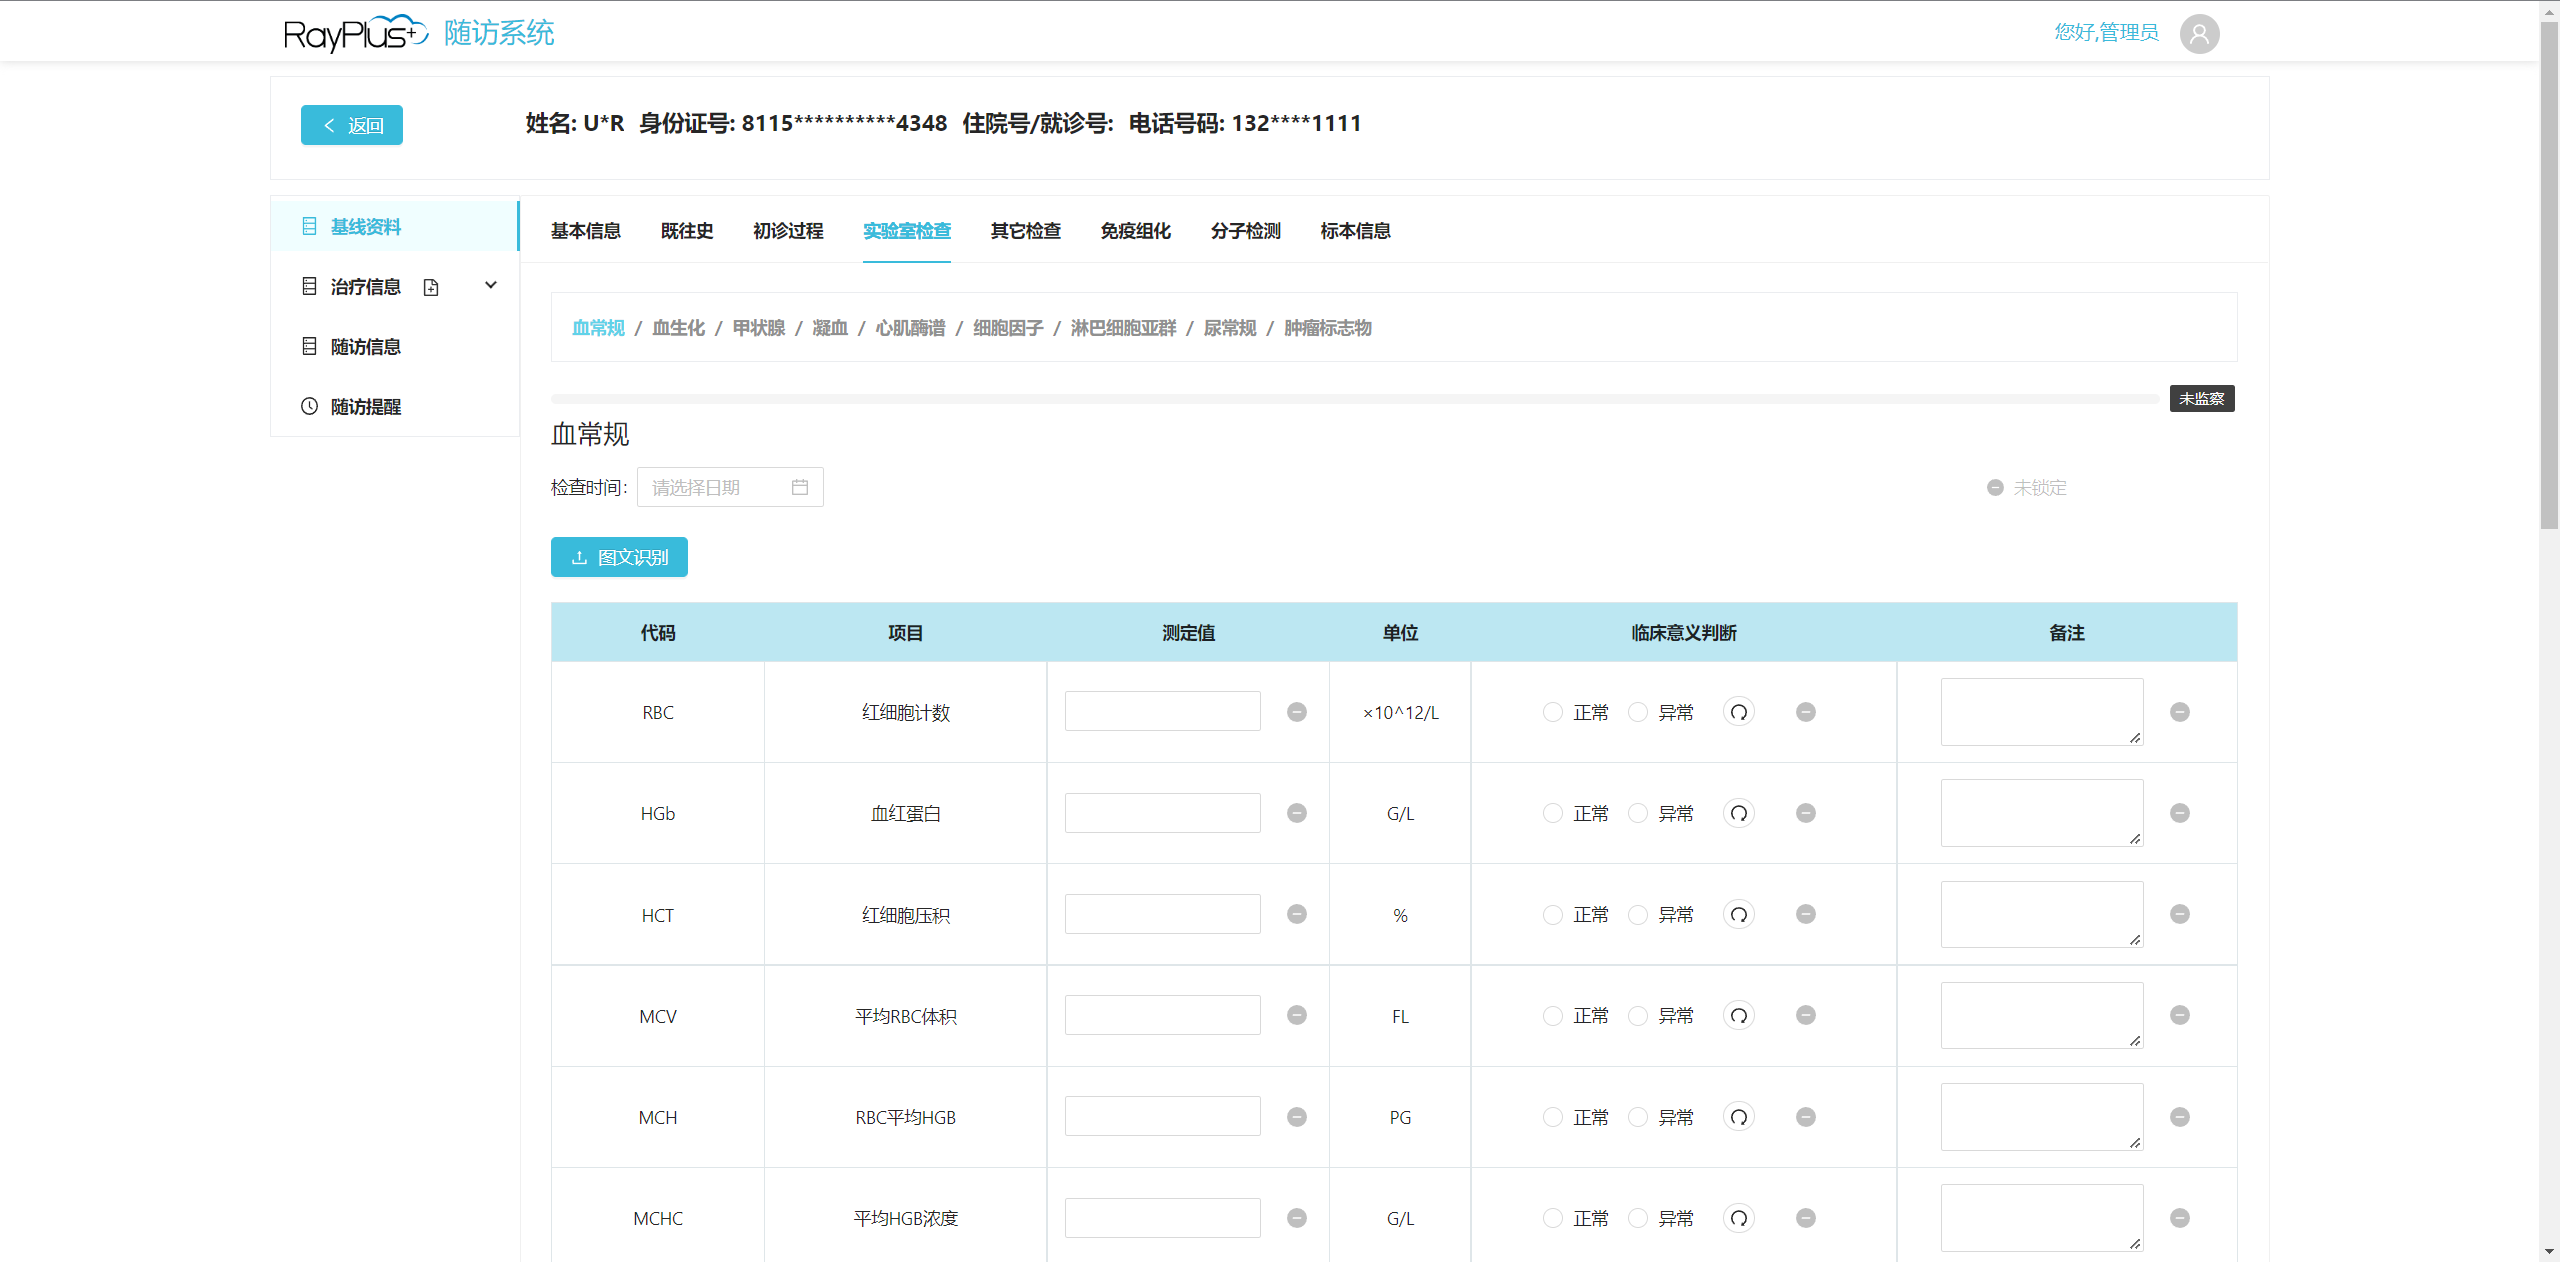 RayPlus+ 随访系统
您好,管理员
返回
姓名: U*R 身份证号: 8115**********4348 住院号/就诊号: 电话号码: 132****1111
基线资料
治疗信息
随访信息
随访提醒
基本信息 既往史 初诊过程 实验室检查 其它检查 免疫组化 分子检测 标本信息
血常规 / 血生化 / 甲状腺 / 凝血 / 心肌酶谱 / 细胞因子 / 淋巴细胞亚群 / 尿常规 / 肿瘤标志物
未监察
血常规
检查时间: 请选择日期
未锁定
图文识别
代码 项目 测定值 单位 临床意义判断 备注
RBC 红细胞计数 ×10^12/L 正常 异常
HGb 血红蛋白 G/L 正常 异常
HCT 红细胞压积 % 正常 异常
MCV 平均RBC体积 FL 正常 异常
MCH RBC平均HGB PG 正常 异常
MCHC 平均HGB浓度 G/L 正常 异常